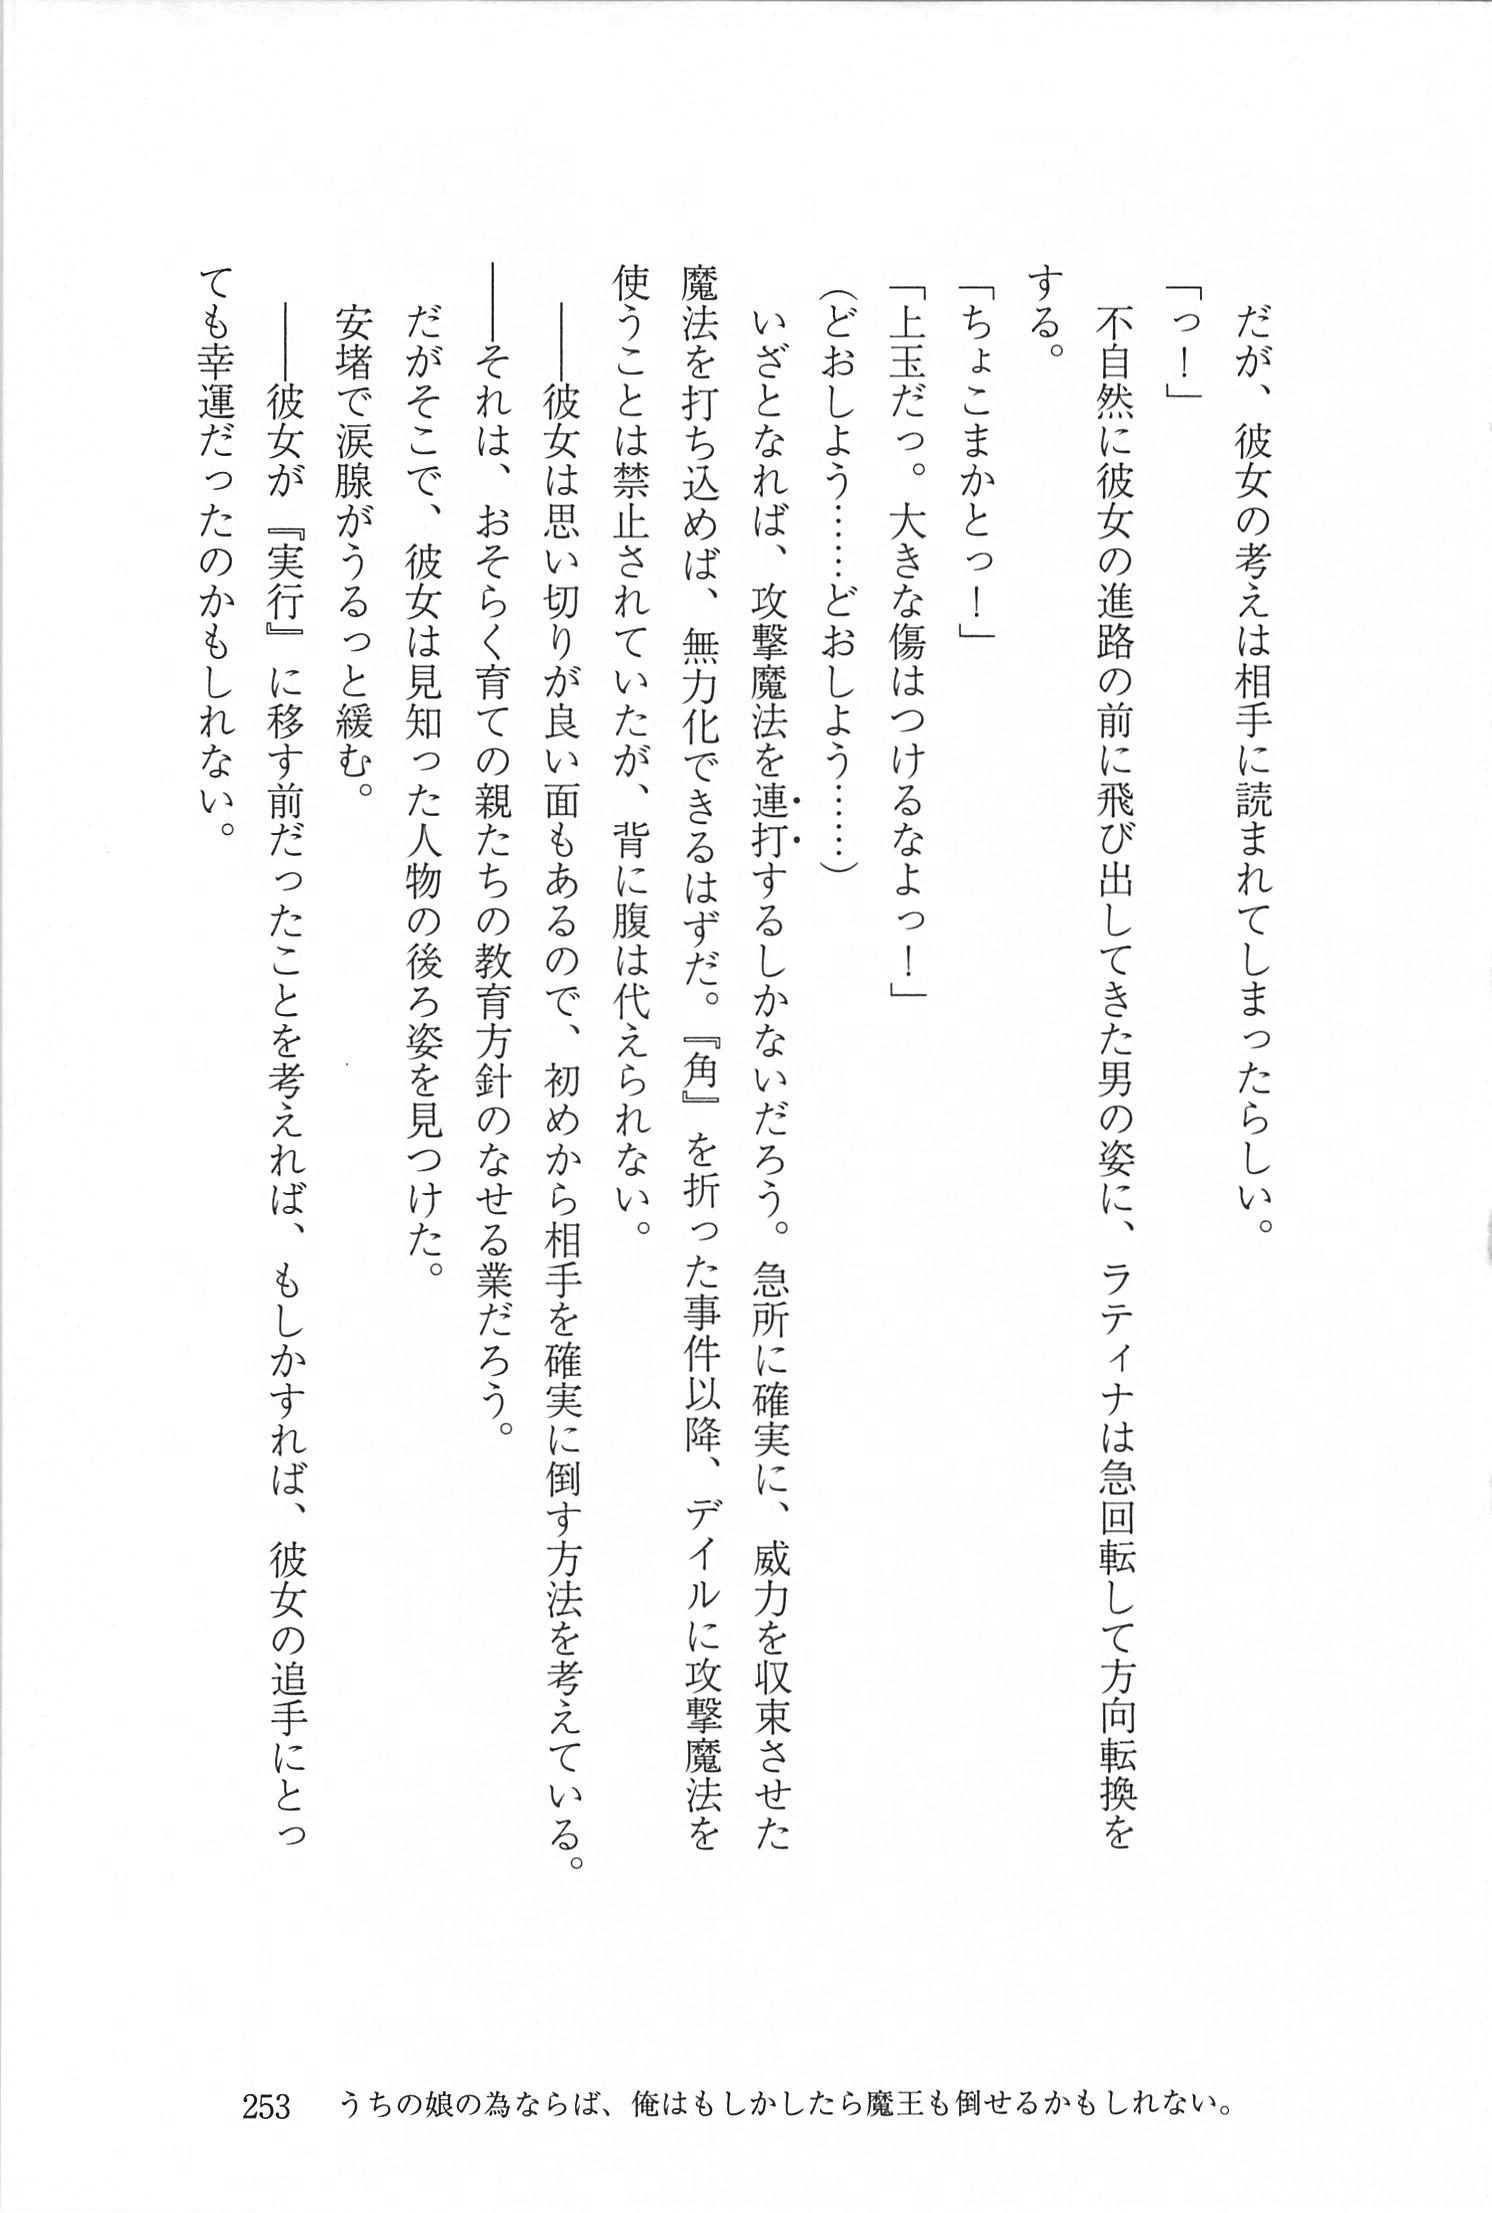 だが、彼女の考えは相手に読まれてしまったらしい。
「っ！」
　不自然に彼女の進路の前に飛び出してきた男の姿に、ラティナは急回転して方向転換を
する。
「ちょこまかとっ！」
「上玉だっ。大きな傷はつけるなよっ！」
（どおしよう……どおしよう……）
　いざとなれば、攻撃魔法を連打するしかないだろう。急所に確実に、威力を収束させた
魔法を打ち込めば、無力化できるはずだ。『角』を折った事件以降、デイルに攻撃魔法を
使うことは禁止されていたが、背に腹は代えられない。
　――彼女は思い切りが良い面もあるので、初めから相手を確実に倒す方法を考えている。
――それは、おそらく育ての親たちの教育方針のなせる業だろう。
　だがそこで、彼女は見知った人物の後ろ姿を見つけた。
　安堵で涙腺がうるっと緩む。
　――彼女が『実行』に移す前だったことを考えれば、もしかすれば、彼女の追手にとっ
ても幸運だったのかもしれない。
253　うちの娘の為ならば、俺はもしかしたら魔王も倒せるかもしれない。